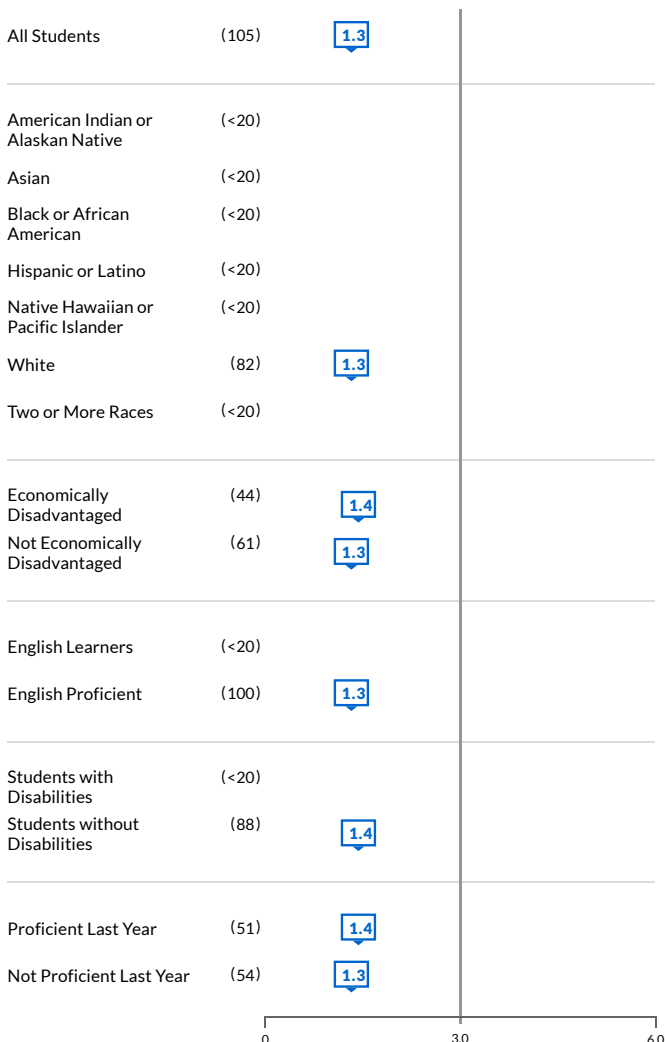 All Students (105) 1.3
American Indian or (<20)
Alaskan Native
Asian (<20)
Black or African (<20)
American
Hispanic or Latino (<20)
Native Hawaiian or (<20)
Pacific Islander
White (82) 1.3
Two or More Races (<20)
Economically (44) 1.4
Disadvantaged
Not Economically (61) 1.3
Disadvantaged
English Learners (<20)
English Proficient (100) 1.3
Students with (<20)
Disabilities
Students without (88) 1.4
Disabilities
Proficient Last Year (51) 1.4
Not Proficient Last Year (54) 1.3
0 3.0 6.0